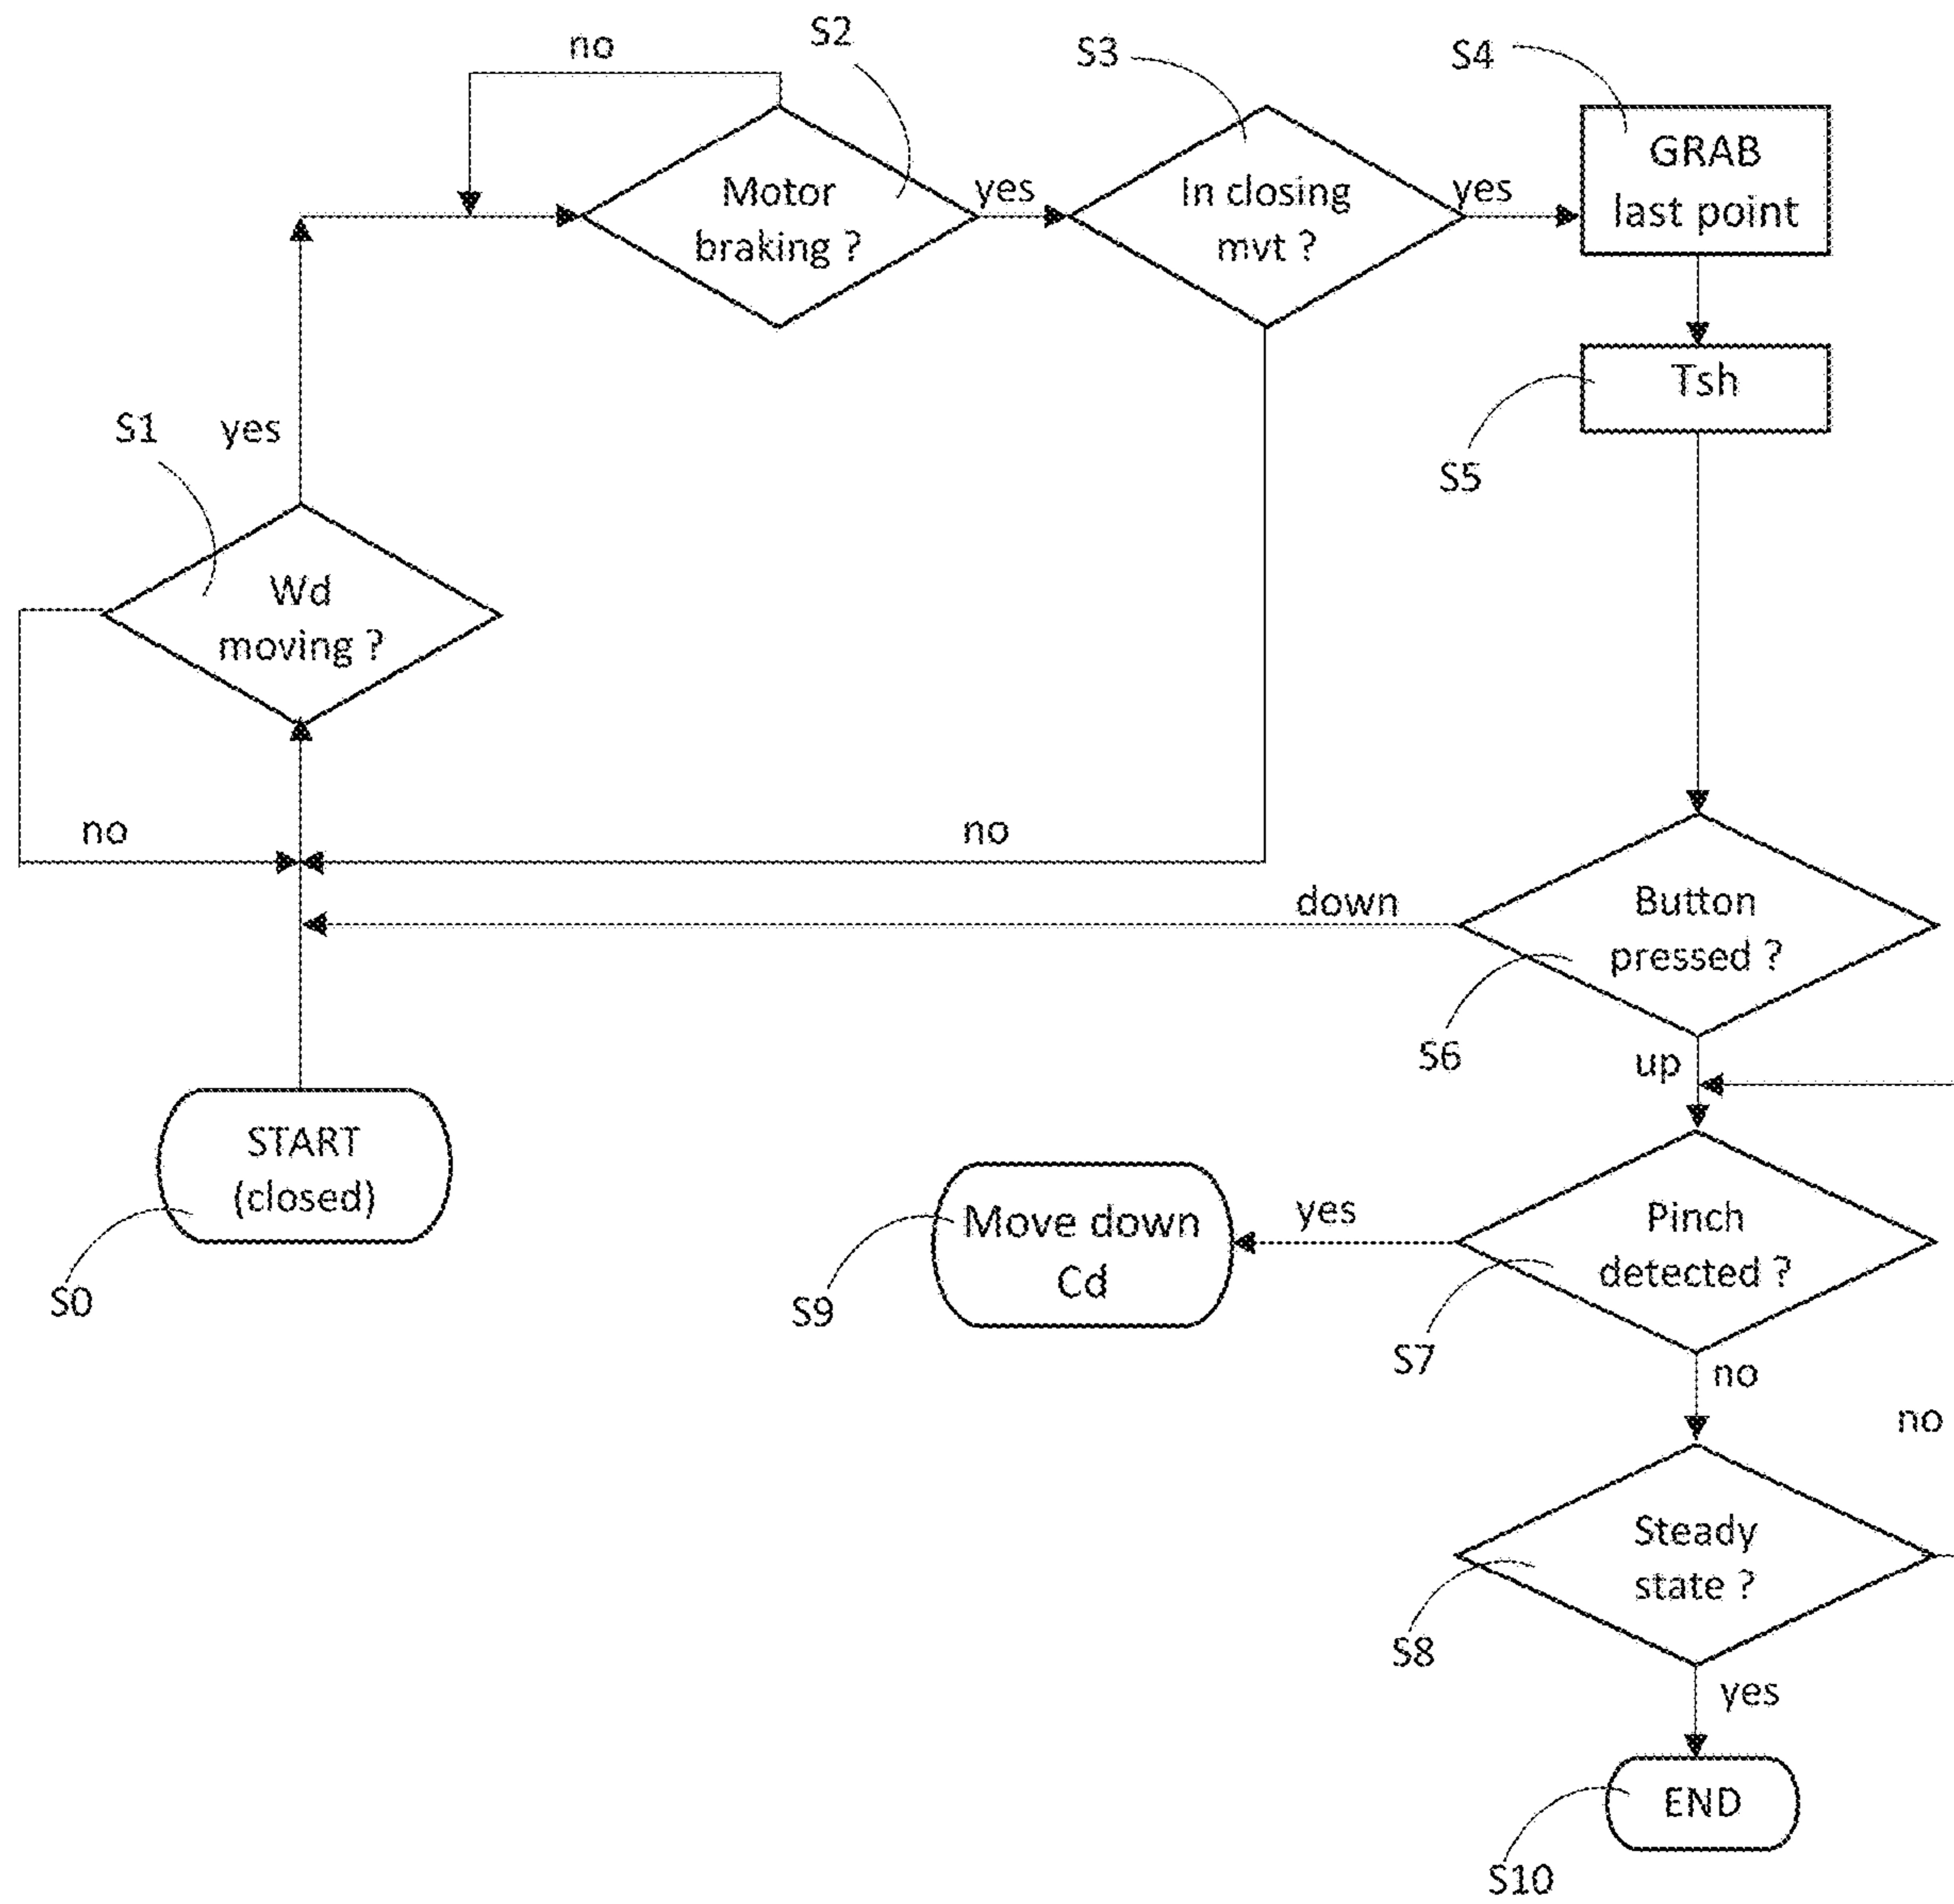 no
S2
S3
S4
Motor
braking ?
yes
In closing
mvt ?
yes
GRAB
last point
Tsh
S5
S1
yes
Wd
moving ?
no
no
down
Button
pressed ?
S6
up
START
(closed)
S0
Move down
Cd
S9
yes
Pinch
detected ?
S7
no
no
Steady
state ?
S8
yes
END
S10